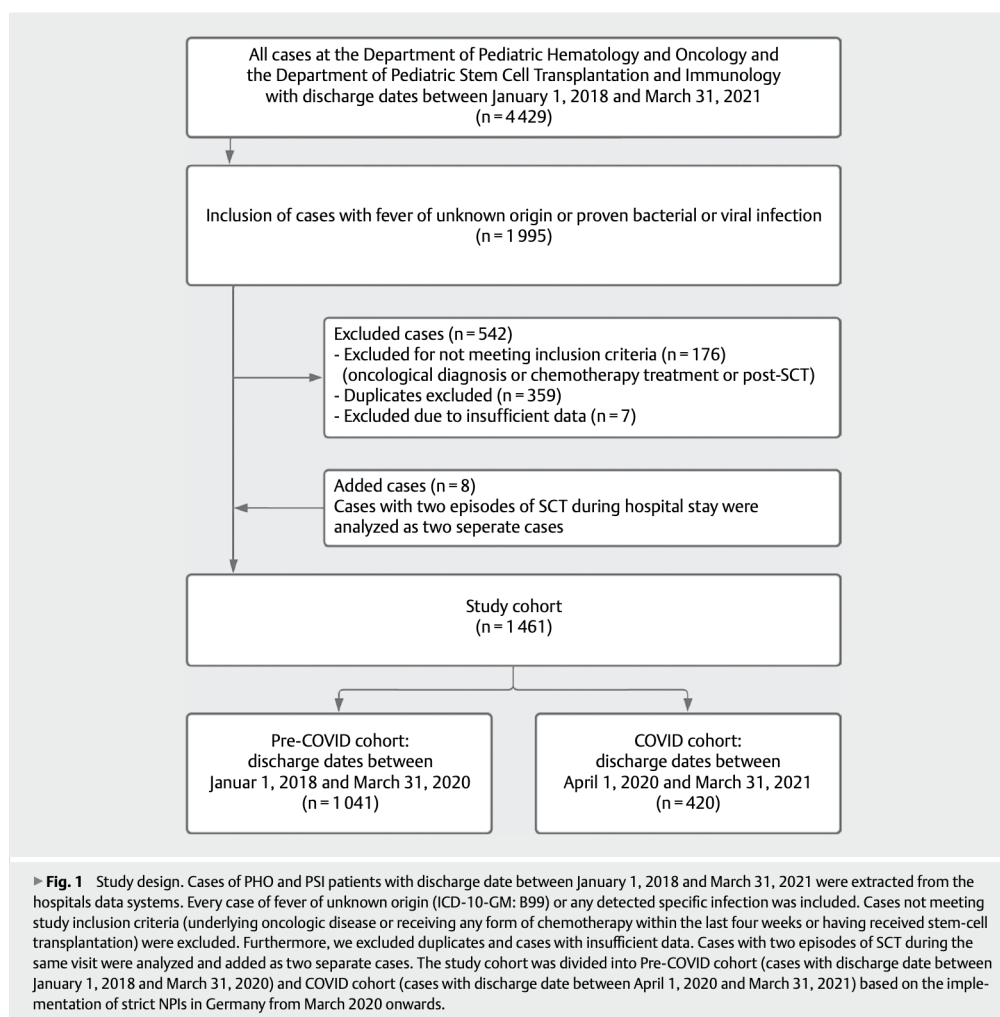 All cases at the Department of Pediatric Hematology and Oncology and
the Department of Pediatric Stem Cell Transplantation and Immunology
with discharge dates between January 1, 2018 and March 31, 2021
(n = 4 429)
Inclusion of cases with fever of unknown origin or proven bacterial or viral infection
(n = 1 995)
Excluded cases (n = 542)
- Excluded for not meeting inclusion criteria (n = 176)
(oncological diagnosis or chemotherapy treatment or post-SCT)
- Duplicates excluded (n = 359)
- Excluded due to insufficient data (n = 7)
Added cases (n = 8)
Cases with two episodes of SCT during hospital stay were
analyzed as two seperate cases
Study cohort
(n = 1 461)
Pre-COVID cohort:
discharge dates between
Januar 1, 2018 and March 31, 2020
(n = 1 041)
COVID cohort:
discharge dates between
April 1, 2020 and March 31, 2021
(n = 420)
▶ Fig. 1 Study design. Cases of PHO and PSI patients with discharge date between January 1, 2018 and March 31, 2021 were extracted from the
hospitals data systems. Every case of fever of unknown origin (ICD-10-GM: B99) or any detected specific infection was included. Cases not meeting
study inclusion criteria (underlying oncologic disease or receiving any form of chemotherapy within the last four weeks or having received stem-cell
transplantation) were excluded. Furthermore, we excluded duplicates and cases with insufficient data. Cases with two episodes of SCT during the
same visit were analyzed and added as two separate cases. The study cohort was divided into Pre-COVID cohort (cases with discharge date between
January 1, 2018 and March 31, 2020) and COVID cohort (cases with discharge date between April 1, 2020 and March 31, 2021) based on the imple-
mentation of strict NPIs in Germany from March 2020 onwards.